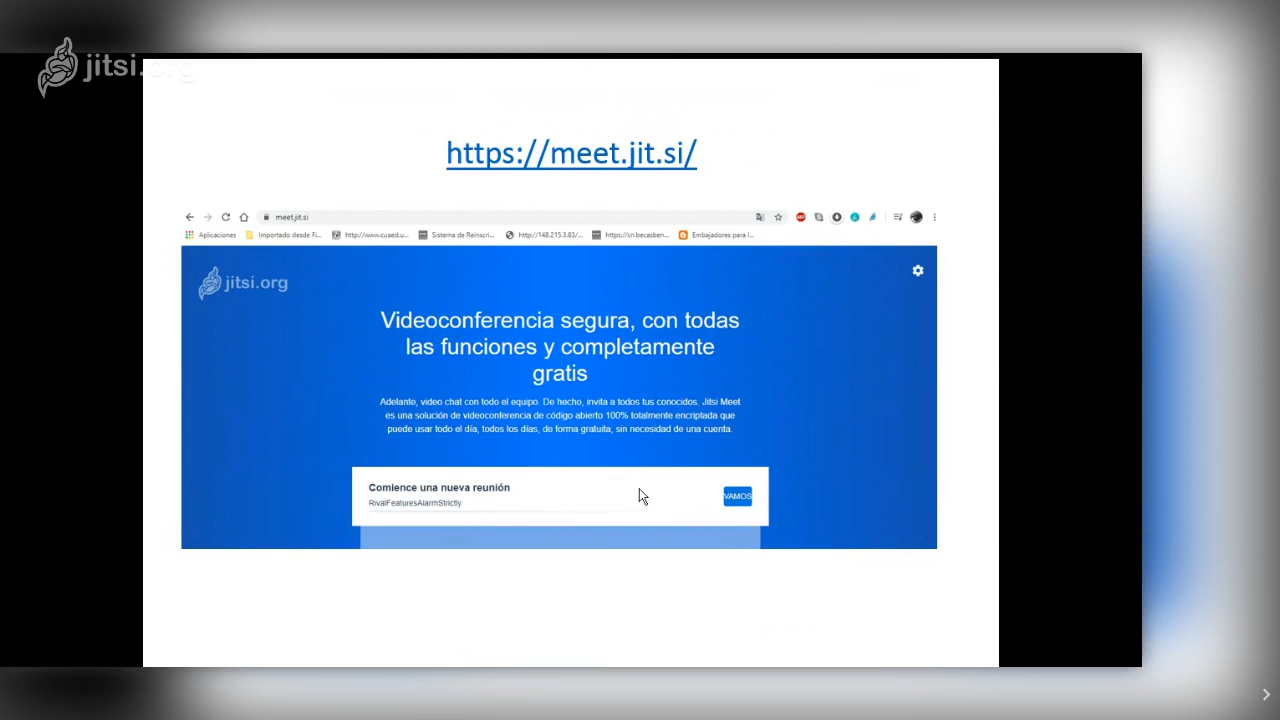 jitsi.org
https://meet.jit.si/
meet.jit.si
Aplicaciones Importado desde Fi... http://www.cuaed.u... Sistema de Reinscri... http://148.215.3.83/... https://cn.becasben... Embajadores para l...
jitsi.org
Videoconferencia segura, con todas
las funciones y completamente
gratis
Adelante, video chat con todo el equipo. De hecho, invita a todos tus conocidos. Jitsi Meet
es una solución de videoconferencia de código abierto 100% totalmente encriptada que
puede usar todo el día, todos los días, de forma gratuita, sin necesidad de una cuenta.
Comience una nueva reunión
RivalFeaturesAlarmStrictly
VAMOS